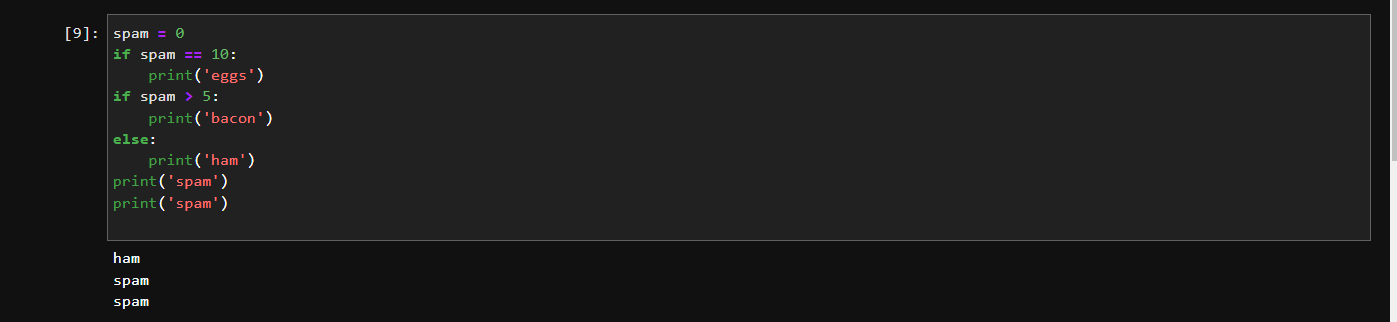 [9]: spam = 0
if spam == 10:
    print('eggs')
if spam > 5:
    print('bacon')
else:
    print('ham')
print('spam')
print('spam')
ham
spam
spam